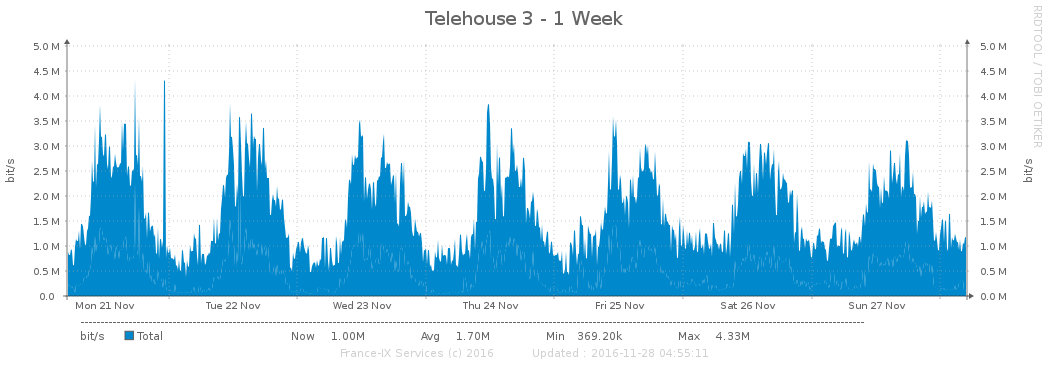 Telehouse 3 - 1 Week
RRDTOOL / TOBI OETIKER
bit/s
5.0 M 5.0 M
4.5 M 4.5 M
4.0 M 4.0 M
3.5 M 3.5 M
3.0 M 3.0 M
2.5 M 2.5 M
2.0 M 2.0 M
1.5 M 1.5 M
1.0 M 1.0 M
0.5 M 0.5 M
0.0 0.0 M
bit/s
Mon 21 Nov Tue 22 Nov Wed 23 Nov Thu 24 Nov Fri 25 Nov Sat 26 Nov Sun 27 Nov
bit/s Total Now 1.00M Avg 1.70M Min 369.20k Max 4.33M
France-IX Services (c) 2016 Updated : 2016-11-28 04:55:11